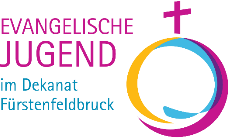 EVANGELISCHE
JUGEND
im Dekanat
Fürstenfeldbruck